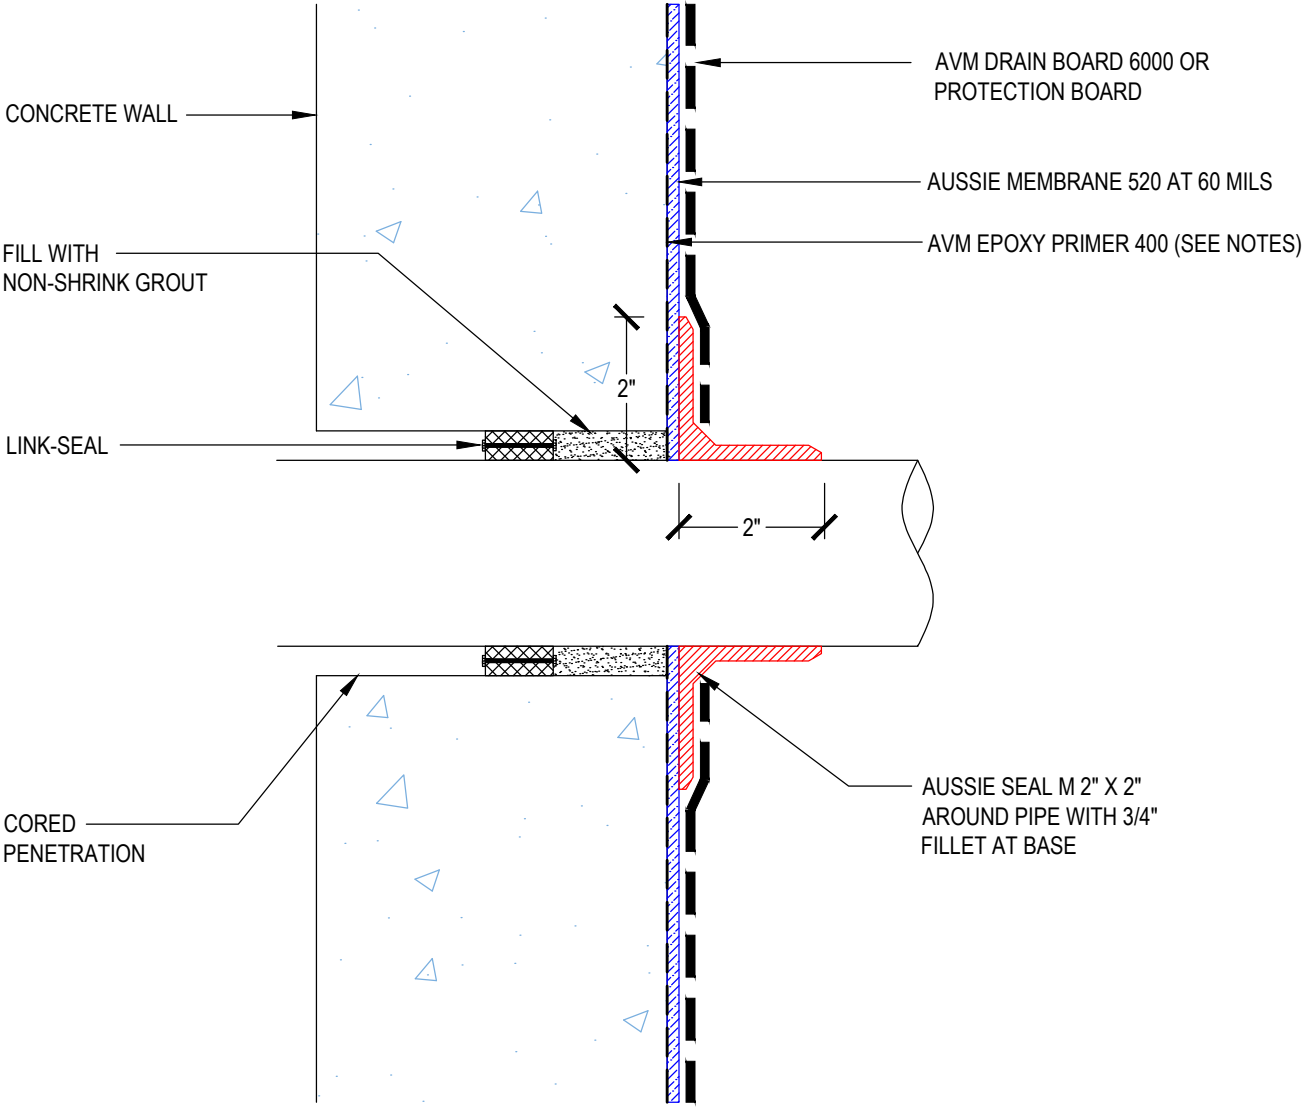 CONCRETE WALL
FILL WITH
NON-SHRINK GROUT
LINK-SEAL
CORED
PENETRATION
2"
2"
AVM DRAIN BOARD 6000 OR
PROTECTION BOARD
AUSSIE MEMBRANE 520 AT 60 MILS
AVM EPOXY PRIMER 400 (SEE NOTES)
AUSSIE SEAL M 2" X 2"
AROUND PIPE WITH 3/4"
FILLET AT BASE